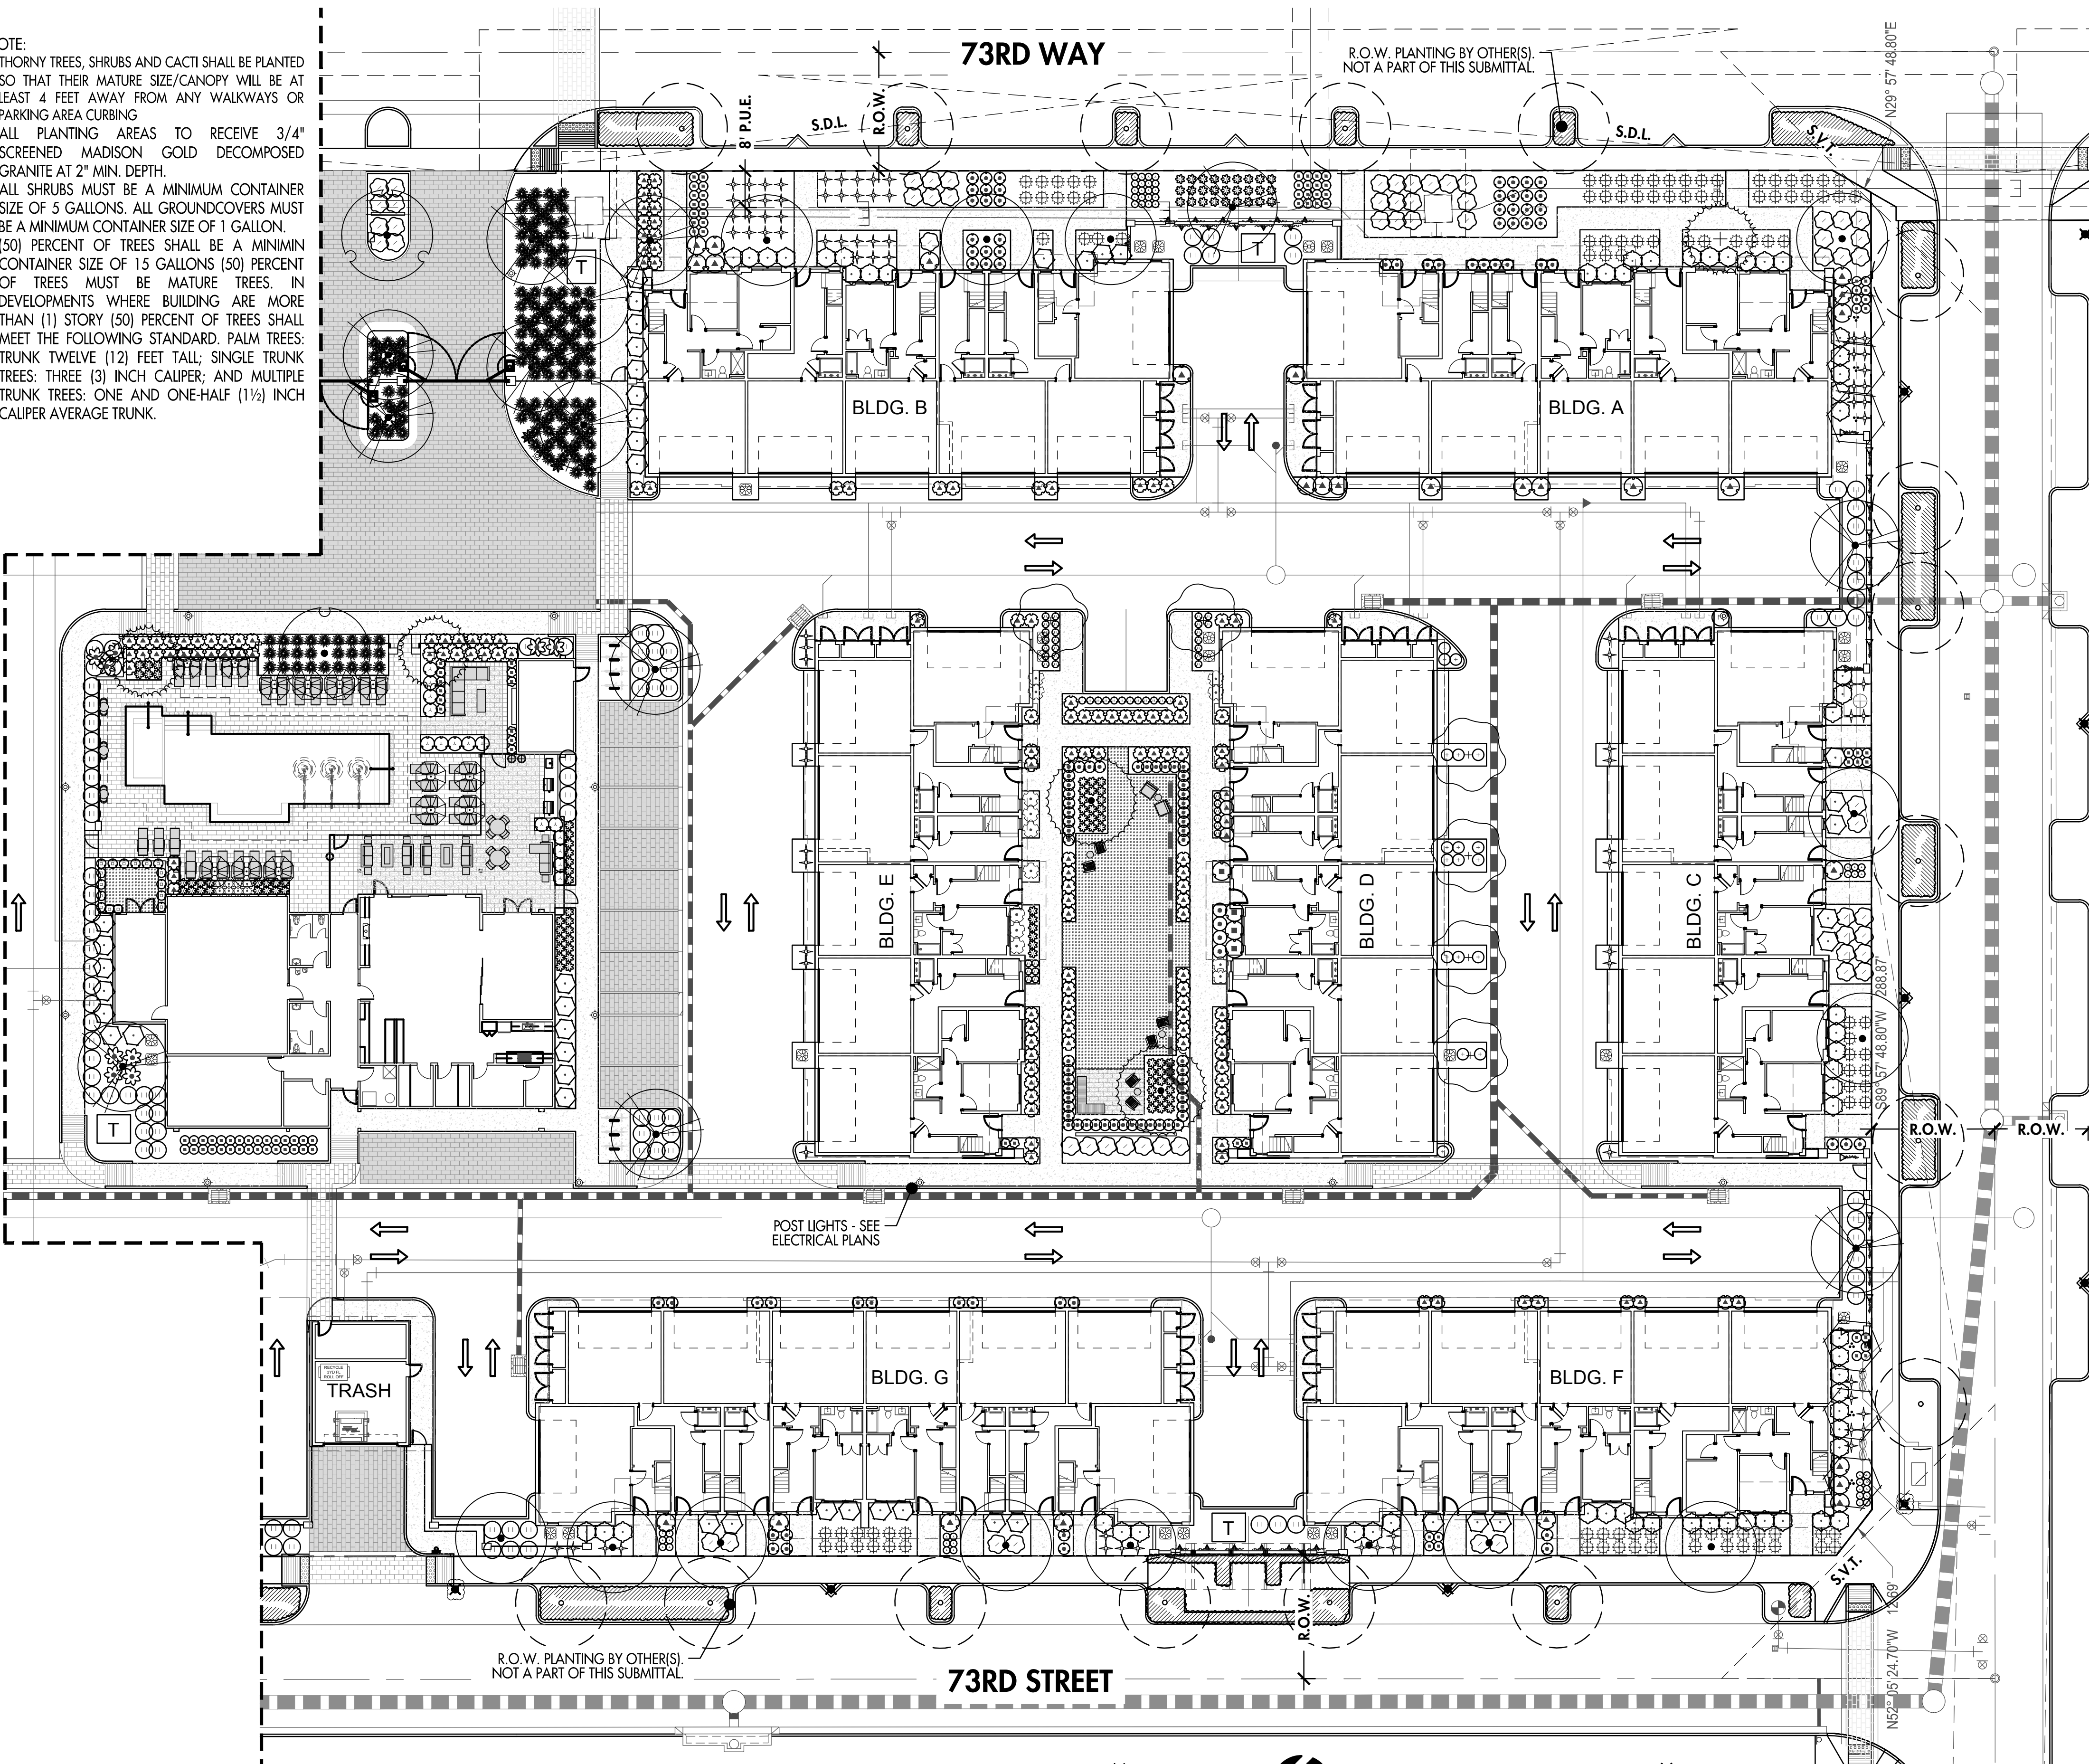 OTE:
THORNY TREES, SHRUBS AND CACTI SHALL BE PLANTED
SO THAT THEIR MATURE SIZE/CANOPY WILL BE AT
LEAST 4 FEET AWAY FROM ANY WALKWAYS OR
PARKING AREA CURBING
ALL PLANTING AREAS TO RECEIVE 3/4"
SCREENED MADISON GOLD DECOMPOSED
GRANITE AT 2" MIN. DEPTH.
ALL SHRUBS MUST BE A MINIMUM CONTAINER
SIZE OF 5 GALLONS. ALL GROUNDCOVERS MUST
BE A MINIMUM CONTAINER SIZE OF 1 GALLON.
(50) PERCENT OF TREES SHALL BE A MINIMIN
CONTAINER SIZE OF 15 GALLONS (50) PERCENT
OF TREES MUST BE MATURE TREES. IN
DEVELOPMENTS WHERE BUILDING ARE MORE
THAN (1) STORY (50) PERCENT OF TREES SHALL
MEET THE FOLLOWING STANDARD. PALM TREES:
TRUNK TWELVE (12) FEET TALL; SINGLE TRUNK
TREES: THREE (3) INCH CALIPER; AND MULTIPLE
TRUNK TREES: ONE AND ONE-HALF (1½) INCH
CALIPER AVERAGE TRUNK.
73RD WAY
R.O.W. PLANTING BY OTHER(S).
NOT A PART OF THIS SUBMITTAL.
N29° 57' 48.80"E
8' P.U.E.
R.O.W.
S.D.L.
S.D.L.
S.V.T.
T
T
BLDG. B
BLDG. A
BLDG. E
BLDG. D
BLDG. C
S89° 57' 48.80"W 288.87'
T
R.O.W.
R.O.W.
POST LIGHTS - SEE
ELECTRICAL PLANS
RECYCLE
3YD FL
ROLL OFF
TRASH
BLDG. G
BLDG. F
T
S.V.T.
R.O.W.
N52° 05' 24.70"W 12.69'
R.O.W. PLANTING BY OTHER(S).
NOT A PART OF THIS SUBMITTAL.
73RD STREET